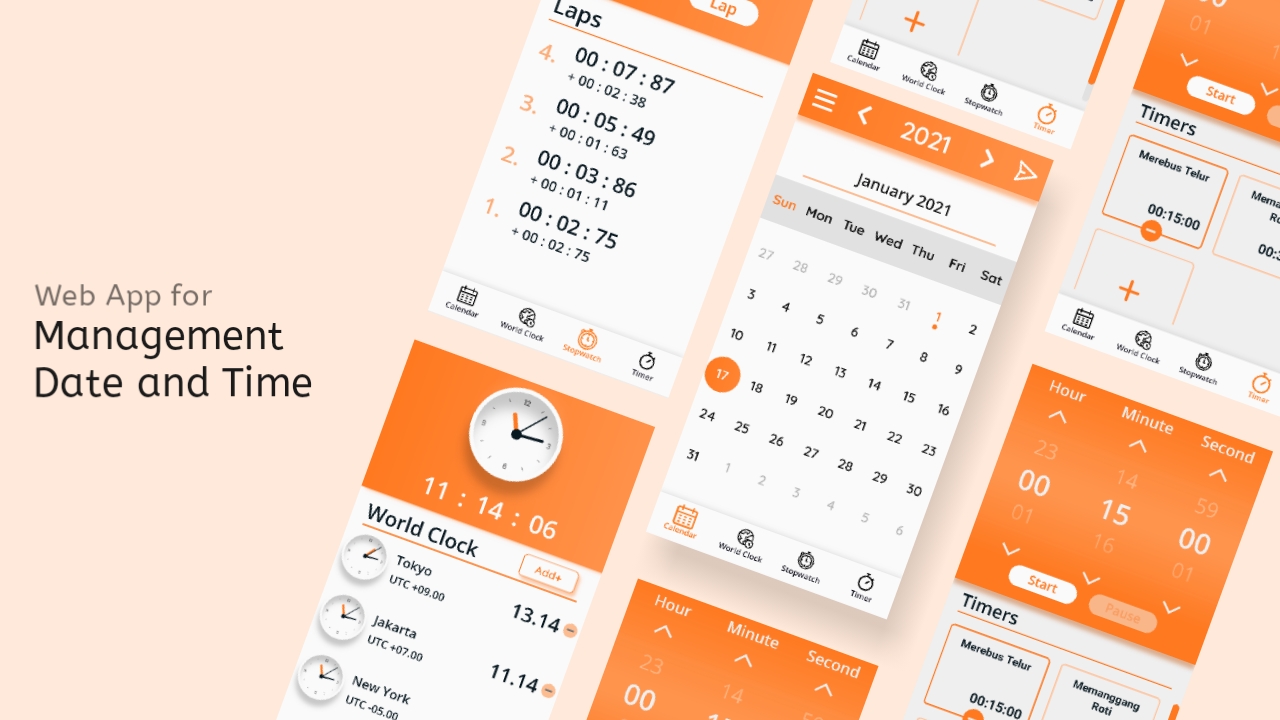 Web App for
Management
Date and Time
Lap
Laps
4. 00 : 07 : 87
+ 00 : 02 : 38
3. 00 : 05 : 49
+ 00 : 01 : 63
2. 00 : 03 : 86
+ 00 : 01 : 11
1. 00 : 02 : 75
+ 00 : 02 : 75
Calendar World Clock Stopwatch Timer
12
3
6
9
11 : 14 : 06
World Clock
Add+
Tokyo
UTC +09.00
13.14
Jakarta
UTC +07.00
11.14
New York
UTC -05.00
+
Calendar World Clock Stopwatch Timer
2021
January 2021
Sun Mon Tue Wed Thu Fri Sat
27 28 29 30 31 1 2
3 4 5 6 7 8 9
10 11 12 13 14 15 16
17 18 19 20 21 22 23
24 25 26 27 28 29 30
31 1 2 3 4 5 6
Calendar World Clock Stopwatch Timer
Hour Minute Second
23 14
00
01
Start
Timers
Merebus Telur
00:15:00
Roti
+
Calendar World Clock Stopwatch Timer
Hour Minute Second
23 14 59
00 15 00
01 16 01
Start Pause
Timers
Merebus Telur
00:15:00
Memanggang
Roti